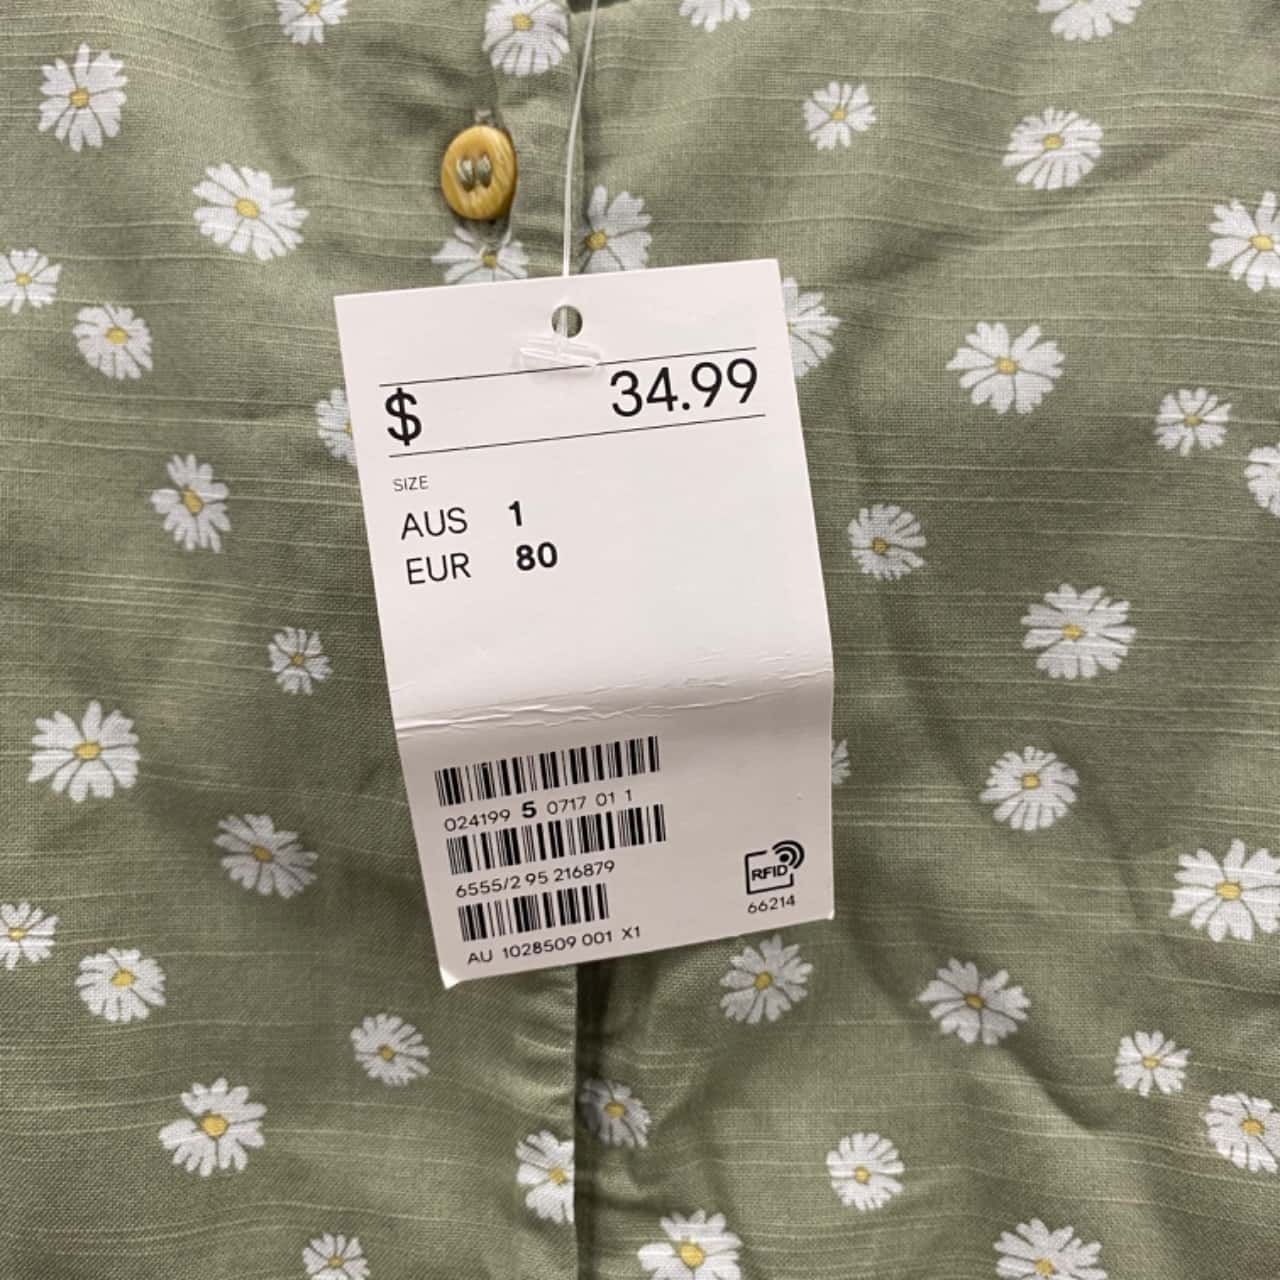 $ 34.99
SIZE
AUS 1
EUR 80
024199 5 0717 01 1
6555/2 95 216879
AU 1028509 001 X1
RFID
66214